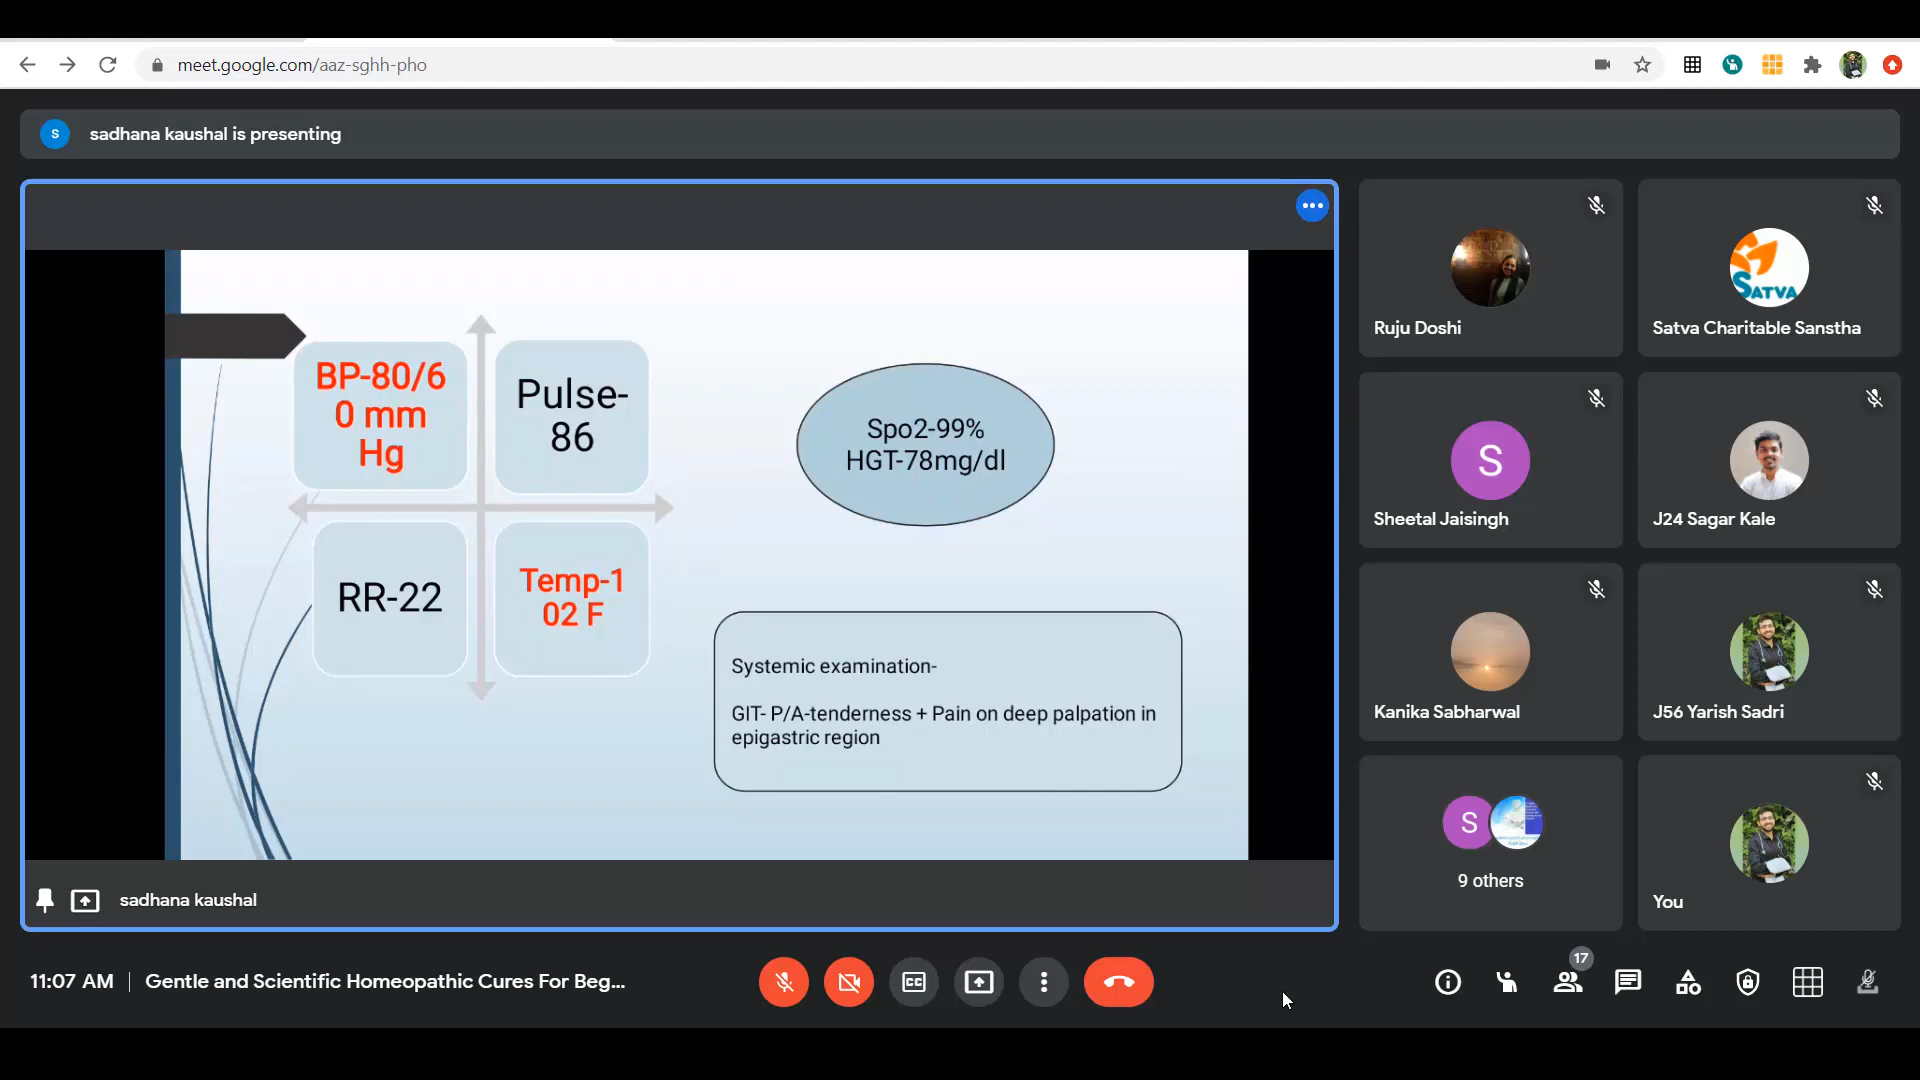 meet.google.com/aaz-sghh-pho
S
sadhana kaushal is presenting
BP-80/6
0 mm
Hg
Pulse-
86
RR-22
Temp-1
02 F
Spo2-99%
HGT-78mg/dl
Systemic examination-
GIT- P/A-tenderness + Pain on deep palpation in
epigastric region
sadhana kaushal
Ruju Doshi
SATVA
Satva Charitable Sanstha
S
Sheetal Jaisingh
J24 Sagar Kale
Kanika Sabharwal
J56 Yarish Sadri
S
9 others
You
11:07 AM | Gentle and Scientific Homeopathic Cures For Beg...
CC
17